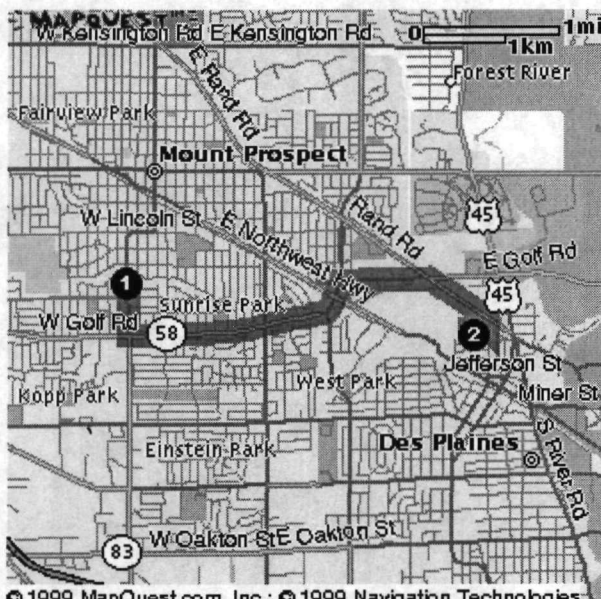 MAPQUEST
W Kensington Rd E Kensington Rd
0 1mi
1km
E Rand Rd
Forest River
Fairview Park
Mount Prospect
W Lincoln St
Rand Rd
45
E Northwest Hwy
E Golf Rd
1
45
Sunrise Park
W Golf Rd
58
2
Jefferson St
West Park
Miner St
Kopp Park
Des Plaines
Einstein Park
S River Rd
W Oakton St E Oakton St
83
© 1999 MapQuest.com, Inc.; © 1999 Navigation Technologies